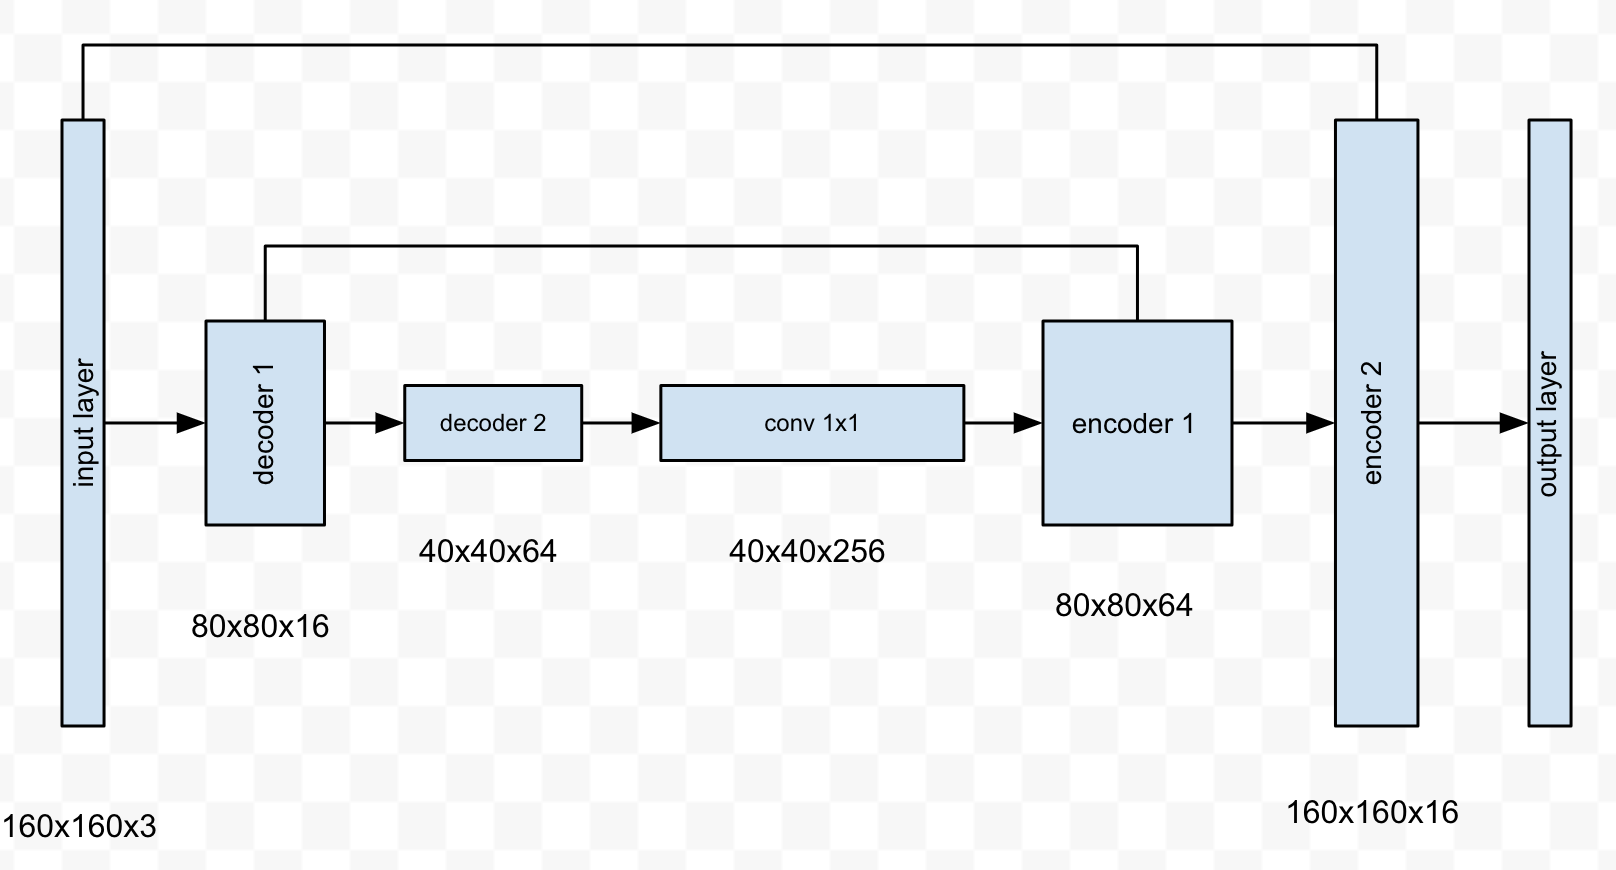 input layer
decoder 1
decoder 2
conv 1x1
encoder 1
encoder 2
output layer
40x40x64
40x40x256
80x80x16
80x80x64
160x160x3
160x160x16